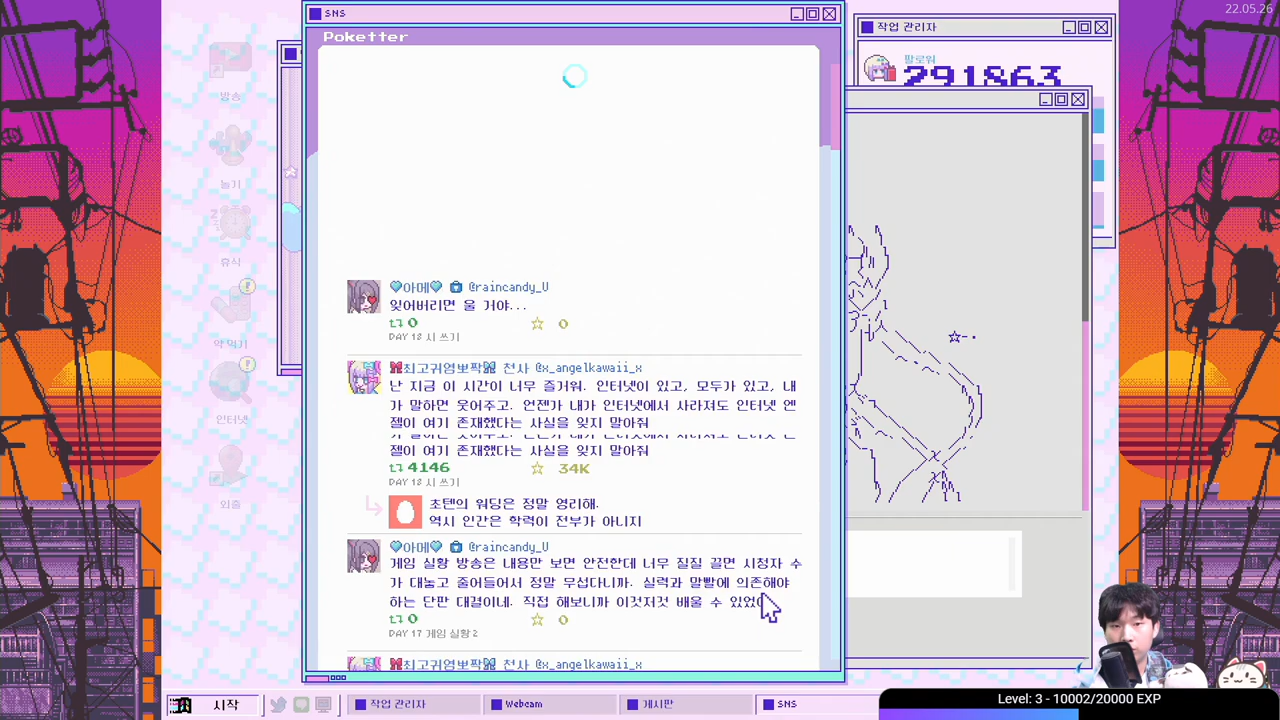 22.05.26
SNS
작업 관리자
Poketter
팔로워
291863
방송
놀기
휴식
약 먹기
인터넷
외출
아메 @raincandy_U
잊어버리면 울 거야...
0 0
DAY 18 시 쓰기
최고귀영뽀짝 천사 @x_angelkawaii_x
난 지금 이 시간이 너무 즐거워. 인터넷이 있고, 모두가 있고, 내
가 말하면 웃어주고. 언젠가 내가 인터넷에서 사라져도 인터넷 엔
젤이 여기 존재했다는 사실을 잊지 말아줘
젤이 여기 존재했다는 사실을 잊지 말아줘
4146 34K
DAY 18 시 쓰기
초텐의 워딩은 정말 영리해.
역시 인간은 학력이 전부가 아니지
아메 @raincandy_U
게임 실황 방송은 내용만 보면 안전한데 너무 질질 끌면 시청자 수
가 대놓고 줄어들어서 정말 무섭다니까. 실력과 말빨에 의존해야
하는 단판 대결이네. 직접 해보니까 이것저것 배울 수 있었
0 0
DAY 17 게임 실황 2
최고귀영뽀짝 천사 @x_angelkawaii_x
시작
작업 관리자
Webcam
게시판
SNS
Level: 3 - 10002/20000 EXP